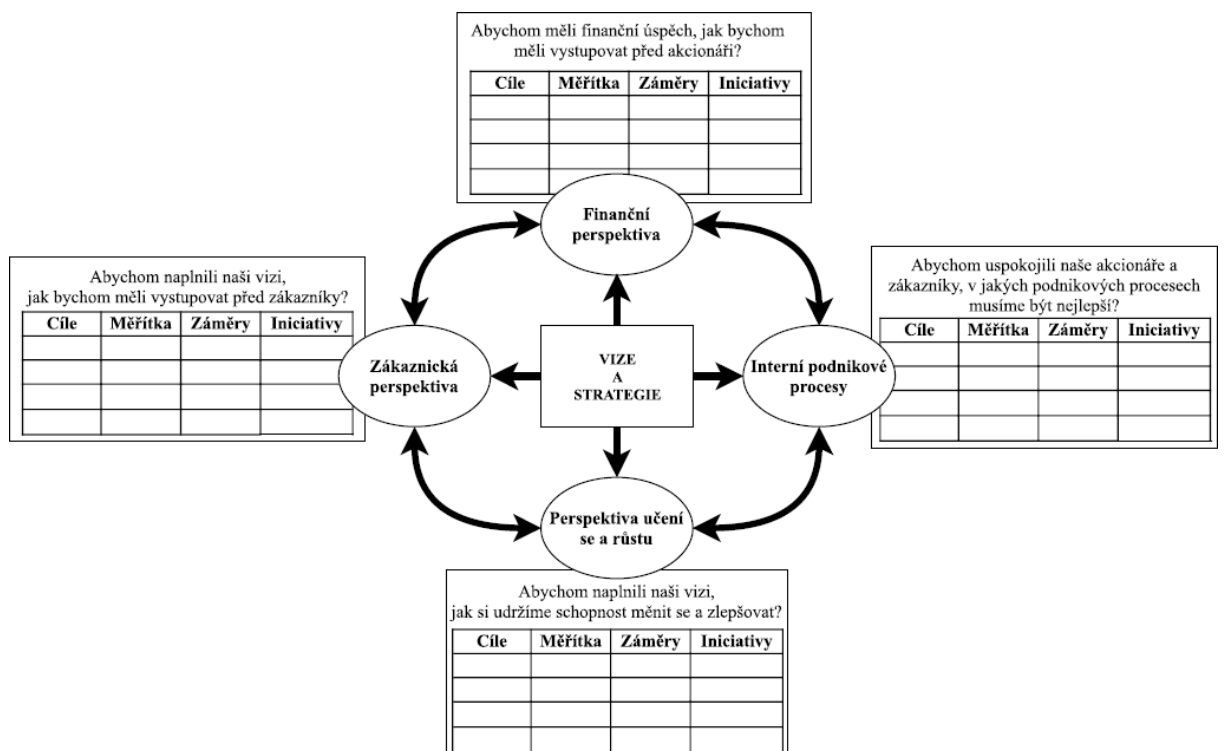 Abychom měli finanční úspěch, jak bychom
měli vystupovat před akcionáři?
Cíle Měřítka Záměry Iniciativy
Finanční
perspektiva
Abychom naplnili naši vizi,
jak bychom měli vystupovat před zákazníky?
Cíle Měřítka Záměry Iniciativy
Zákaznická
perspektiva
VIZE
A
STRATEGIE
Interní podnikové
procesy
Abychom uspokojili naše akcionáře a
zákazníky, v jakých podnikových procesech
musíme být nejlepší?
Cíle Měřítka Záměry Iniciativy
Perspektiva učení
se a růstu
Abychom naplnili naši vizi,
jak si udržíme schopnost měnit se a zlepšovat?
Cíle Měřítka Záměry Iniciativy